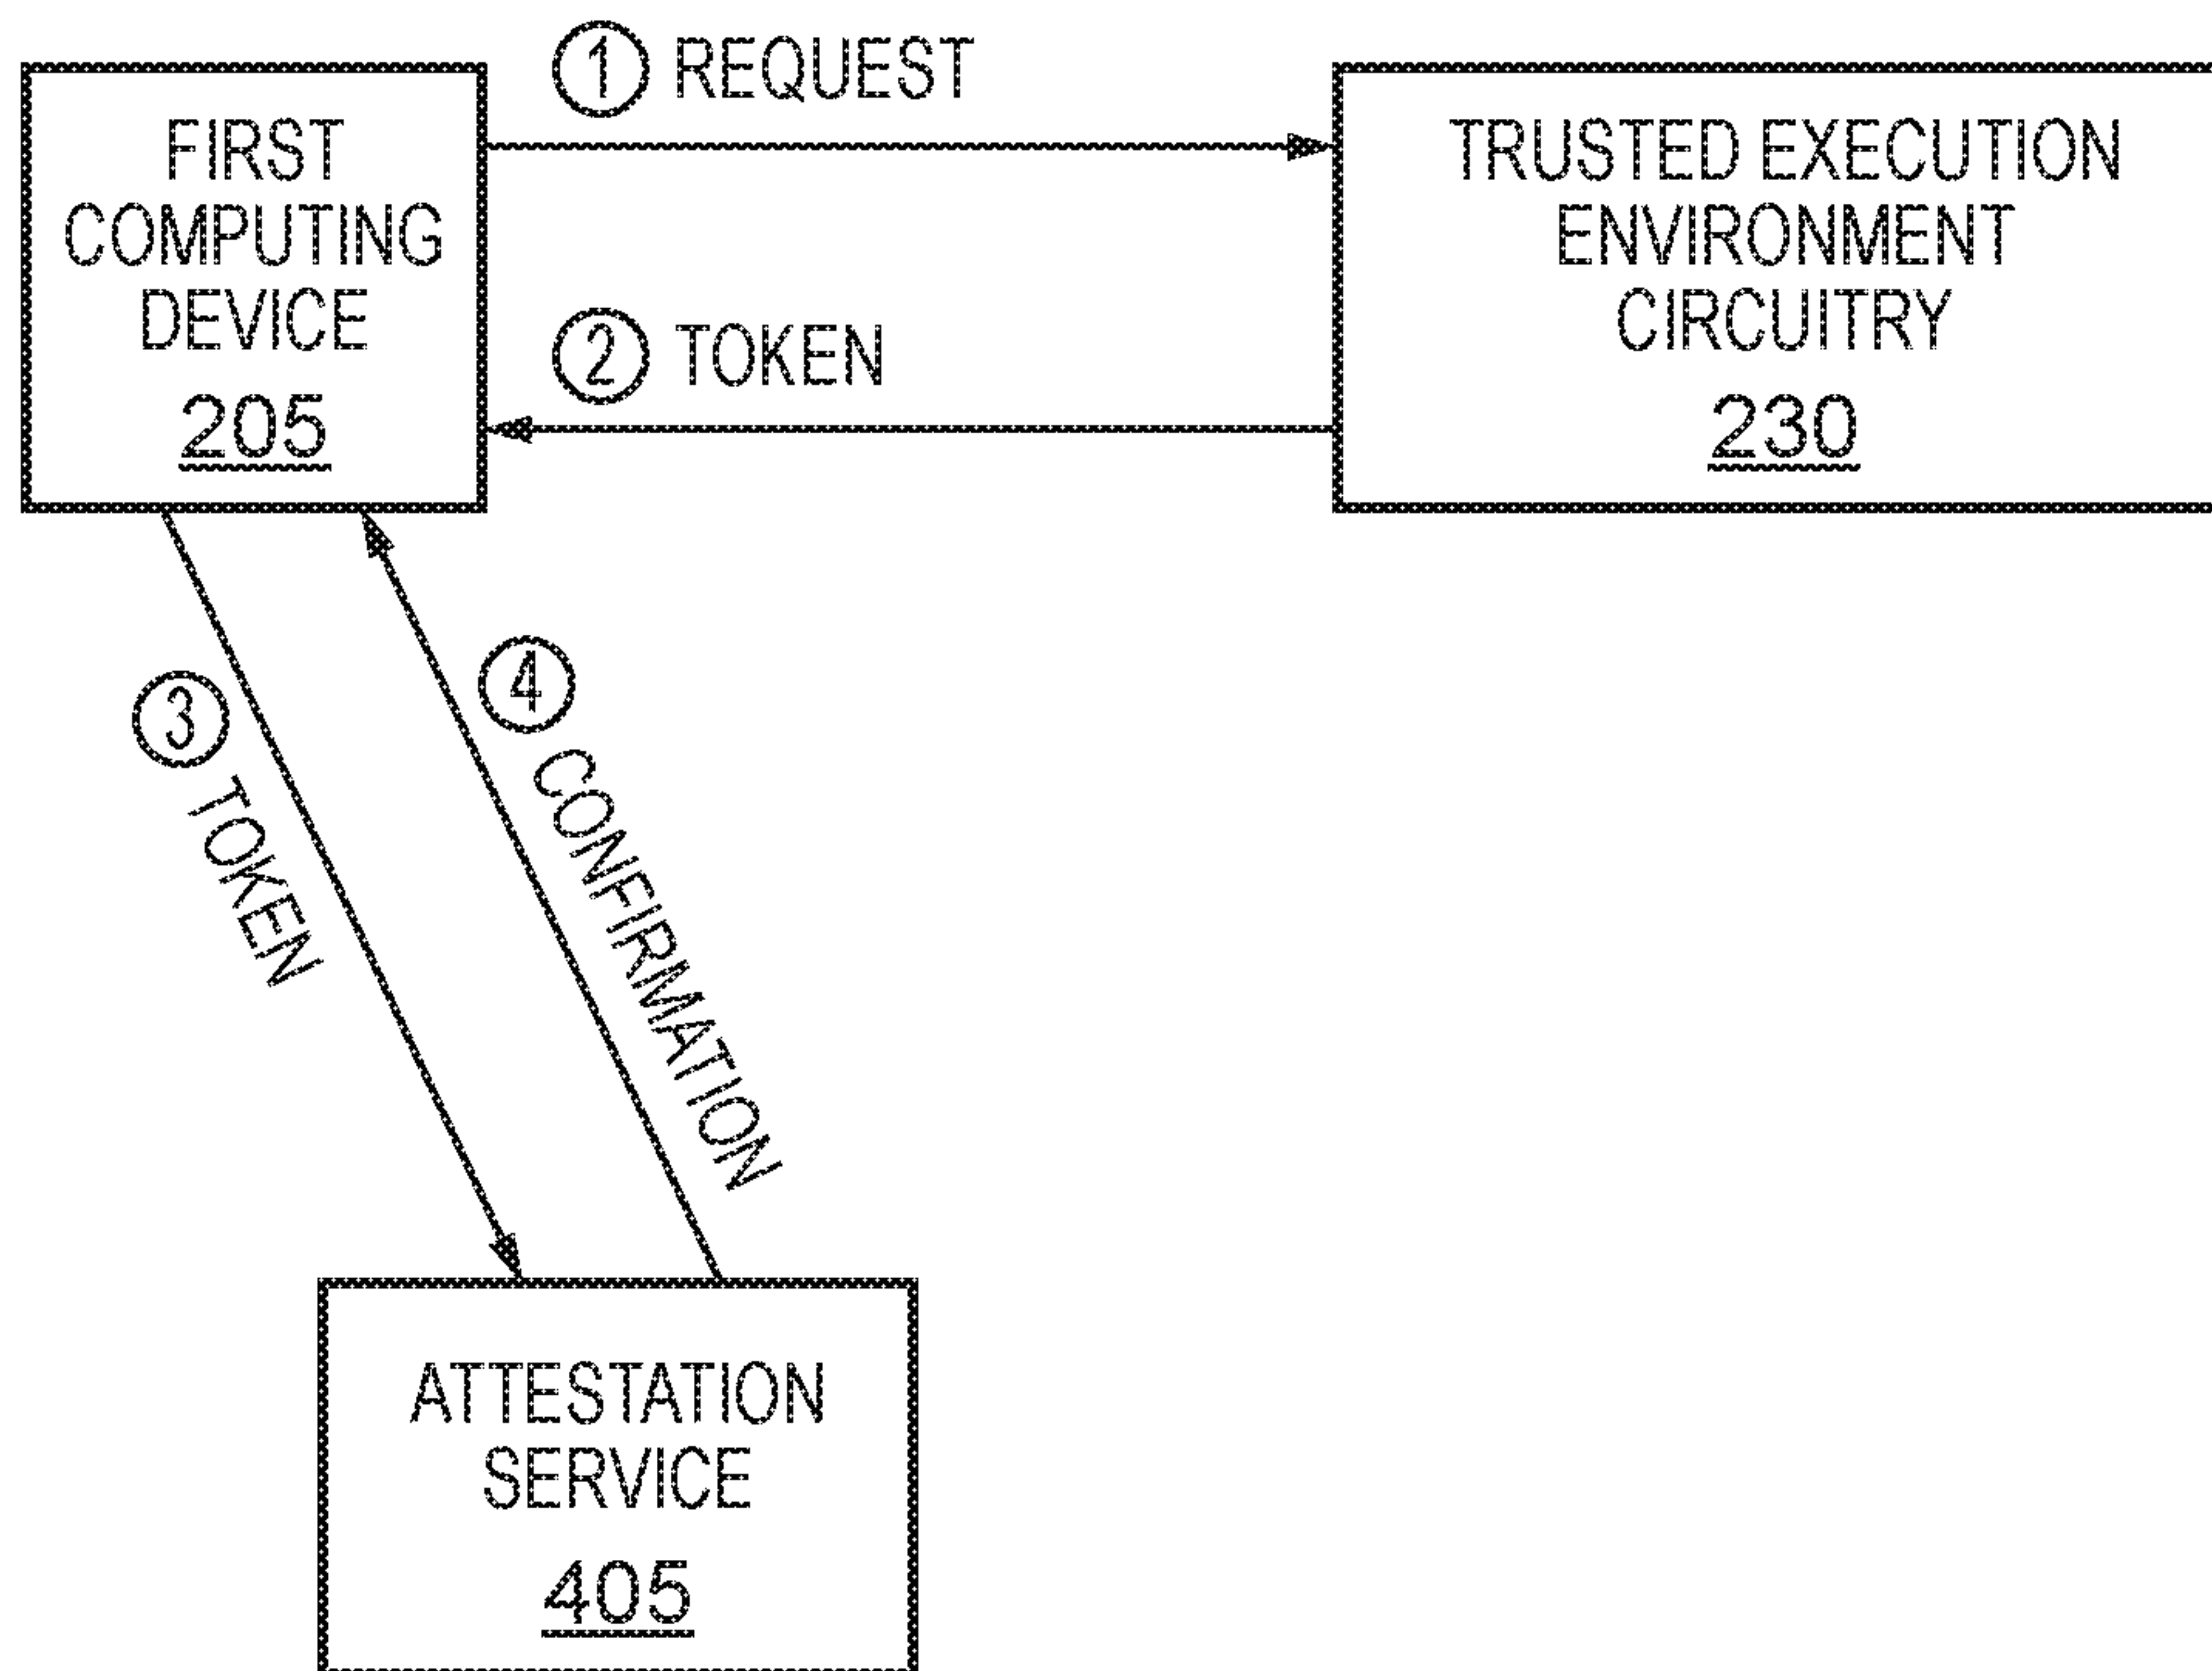 ① REQUEST
FIRST
COMPUTING
DEVICE
205
TRUSTED EXECUTION
ENVIRONMENT
CIRCUITRY
230
② TOKEN
③ TOKEN
④ CONFIRMATION
ATTESTATION
SERVICE
405